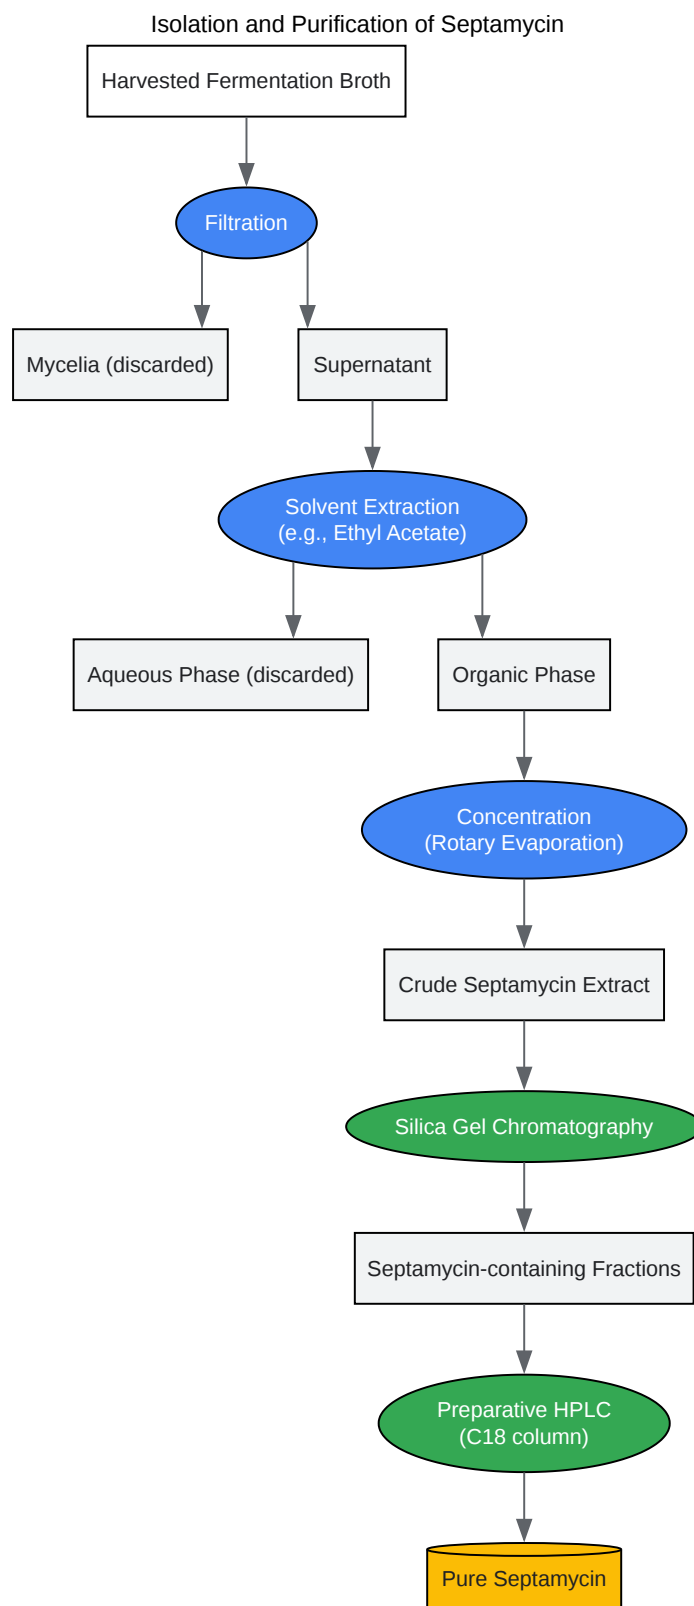 Isolation and Purification of Septamycin
Harvested Fermentation Broth
Filtration
Mycelia (discarded)
Supernatant
Solvent Extraction
(e.g., Ethyl Acetate)
Aqueous Phase (discarded)
Organic Phase
Concentration
(Rotary Evaporation)
Crude Septamycin Extract
Silica Gel Chromatography
Septamycin-containing Fractions
Preparative HPLC
(C18 column)
Pure Septamycin